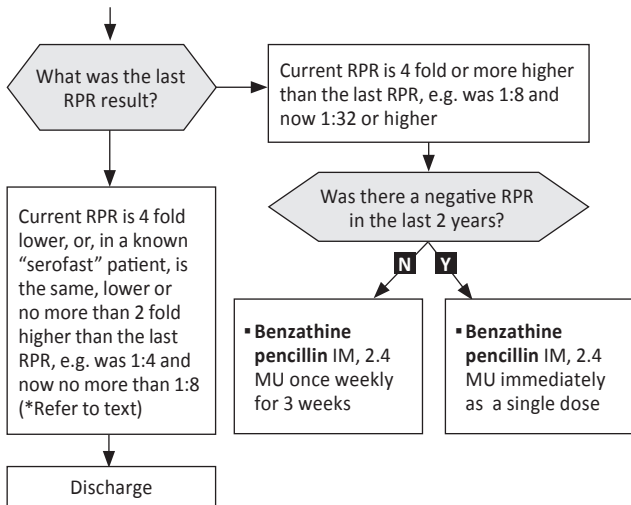 What was the last
RPR result?
Current RPR is 4 fold or more higher
than the last RPR, e.g. was 1:8 and
now 1:32 or higher
Was there a negative RPR
in the last 2 years?
N
Y
Current RPR is 4 fold
lower, or, in a known
“serofast” patient, is
the same, lower or
no more than 2 fold
higher than the last
RPR, e.g. was 1:4 and
now no more than 1:8
(*Refer to text)
▪ Benzathine
pencillin IM, 2.4
MU once weekly
for 3 weeks
▪ Benzathine
pencillin IM, 2.4
MU immediately
as a single dose
Discharge